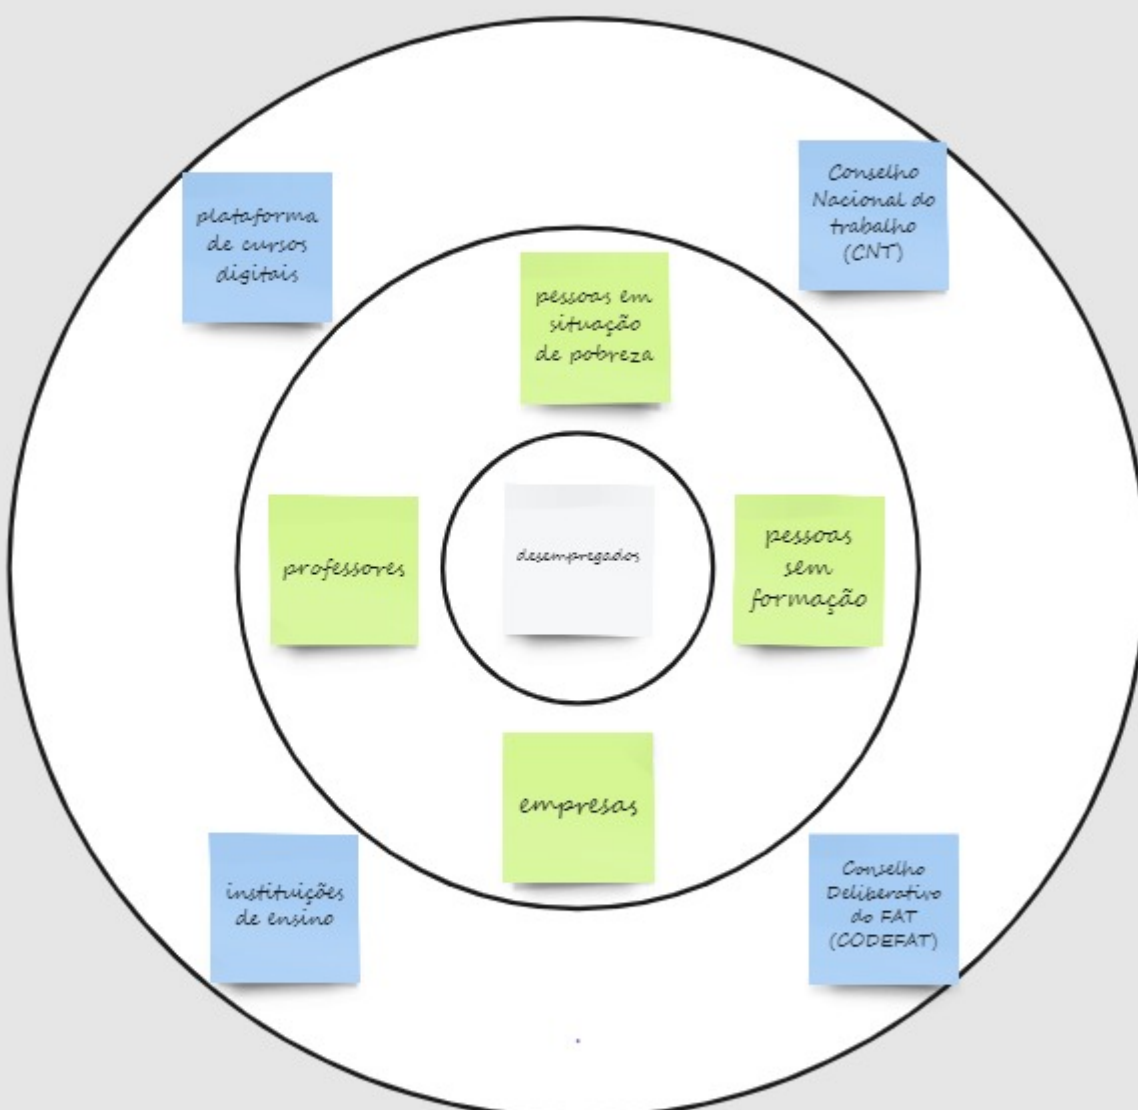 plataforma
de cursos
digitais
Conselho
Nacional do
trabalho
(CNT)
pessoas em
situação
de pobreza
professores
desempregados
pessoas
sem
formação
empresas
instituições
de ensino
Conselho
Deliberativo
do FAT
(CODEFAT)